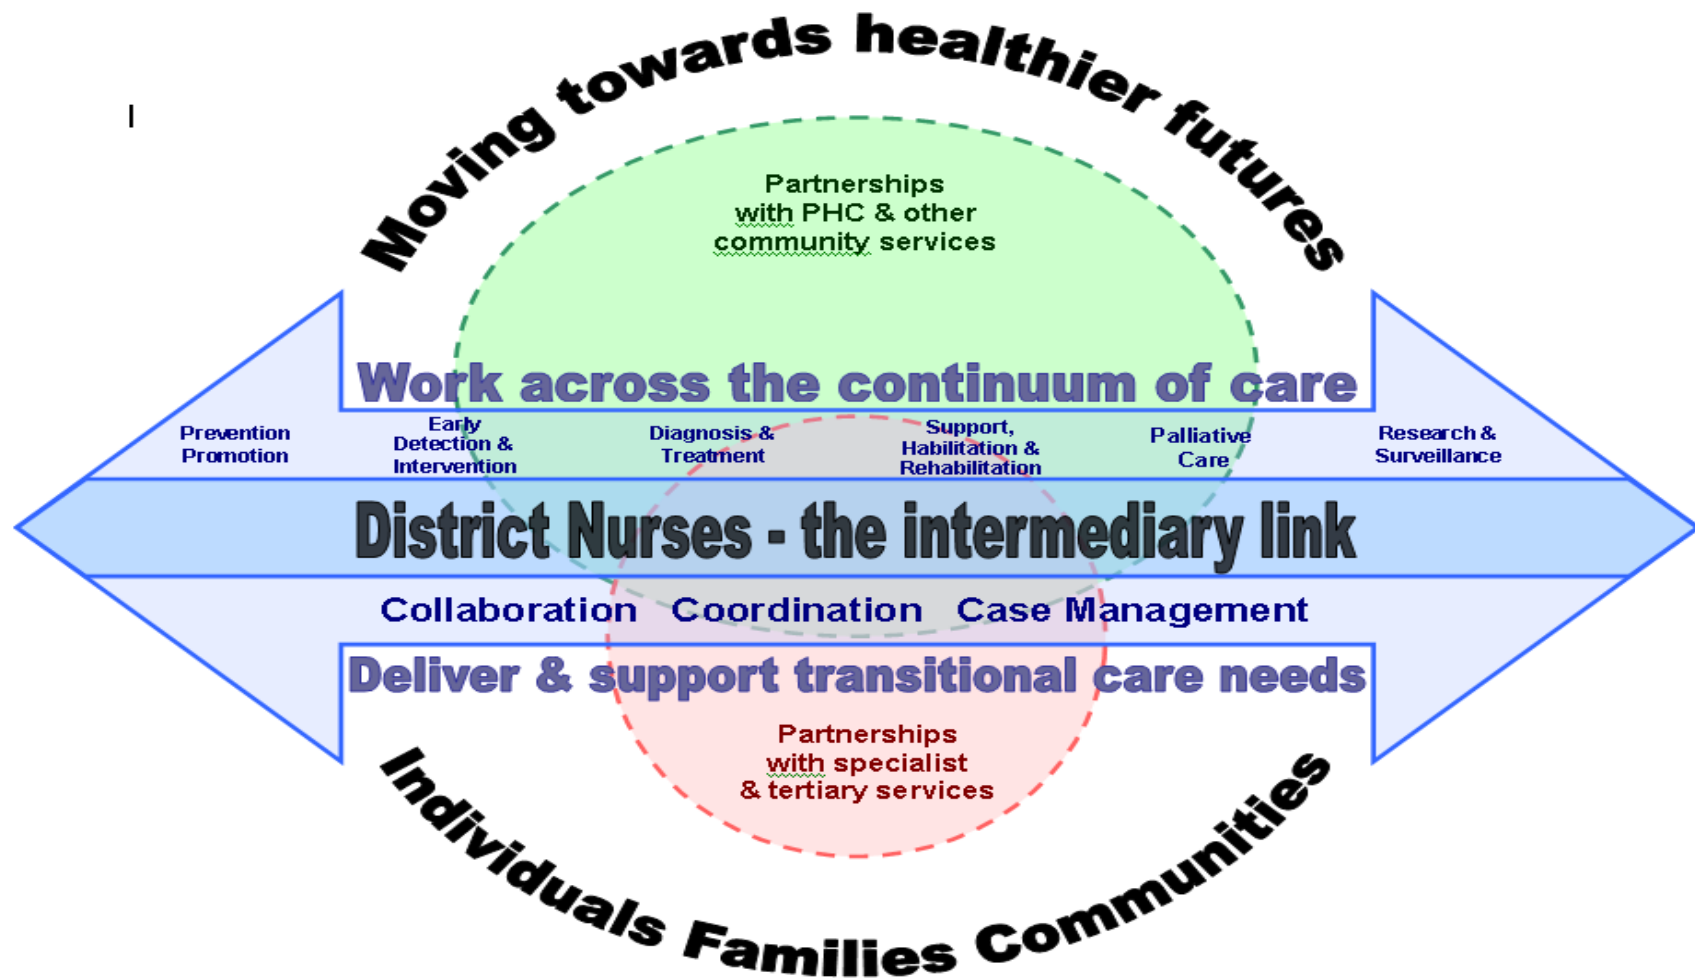 Moving towards healthier futures
Partnerships
with PHC & other
community services
Work across the continuum of care
Prevention
Promotion
Early
Detection &
Intervention
Diagnosis &
Treatment
Support,
Habilitation &
Rehabilitation
Palliative
Care
Research &
Surveillance
District Nurses - the intermediary link
Collaboration Coordination Case Management
Deliver & support transitional care needs
Partnerships
with specialist
& tertiary services
Individuals Families Communities